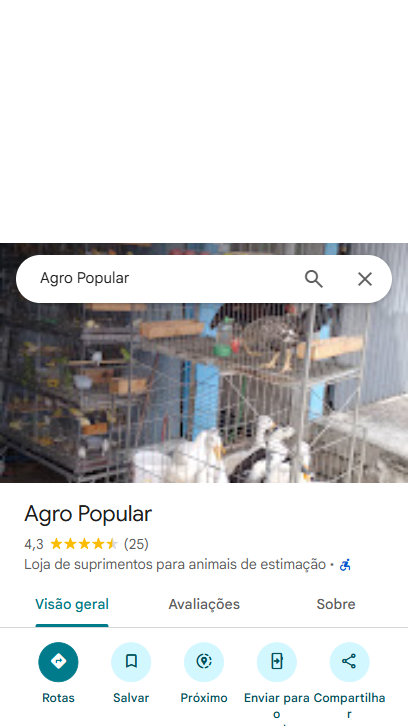 Agro Popular
Agro Popular
4,3 (25)
Loja de suprimentos para animais de estimação ·
Visão geral Avaliações Sobre
Rotas Salvar Próximo Enviar para o Compartilhar